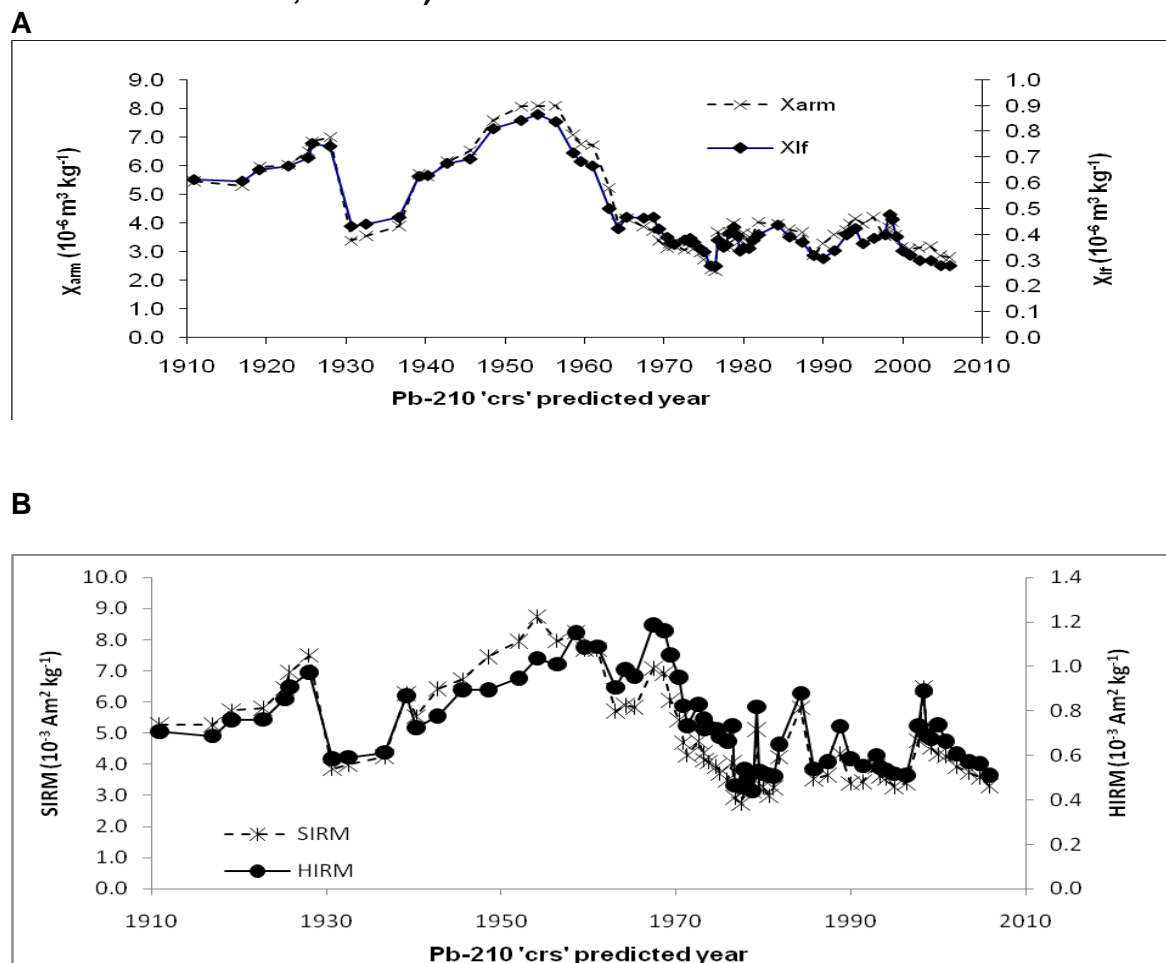 A
9.0
8.0
7.0
6.0
5.0
4.0
3.0
2.0
1.0
0.0
Xarm (10-6 m3 kg-1)
Xarm
Xlf
1.0
0.9
0.8
0.7
0.6
0.5
0.4
0.3
0.2
0.1
0.0
Xlf (10-6 m3 kg-1)
1910 1920 1930 1940 1950 1960 1970 1980 1990 2000 2010
Pb-210 'crs' predicted year
B
10.0
9.0
8.0
7.0
6.0
5.0
4.0
3.0
2.0
1.0
0.0
SIRM (10-3 Am2 kg-1)
SIRM
HIRM
1.4
1.2
1.0
0.8
0.6
0.4
0.2
0.0
HIRM (10-3 Am2 kg-1)
1910 1930 1950 1970 1990 2010
Pb-210 'crs' predicted year